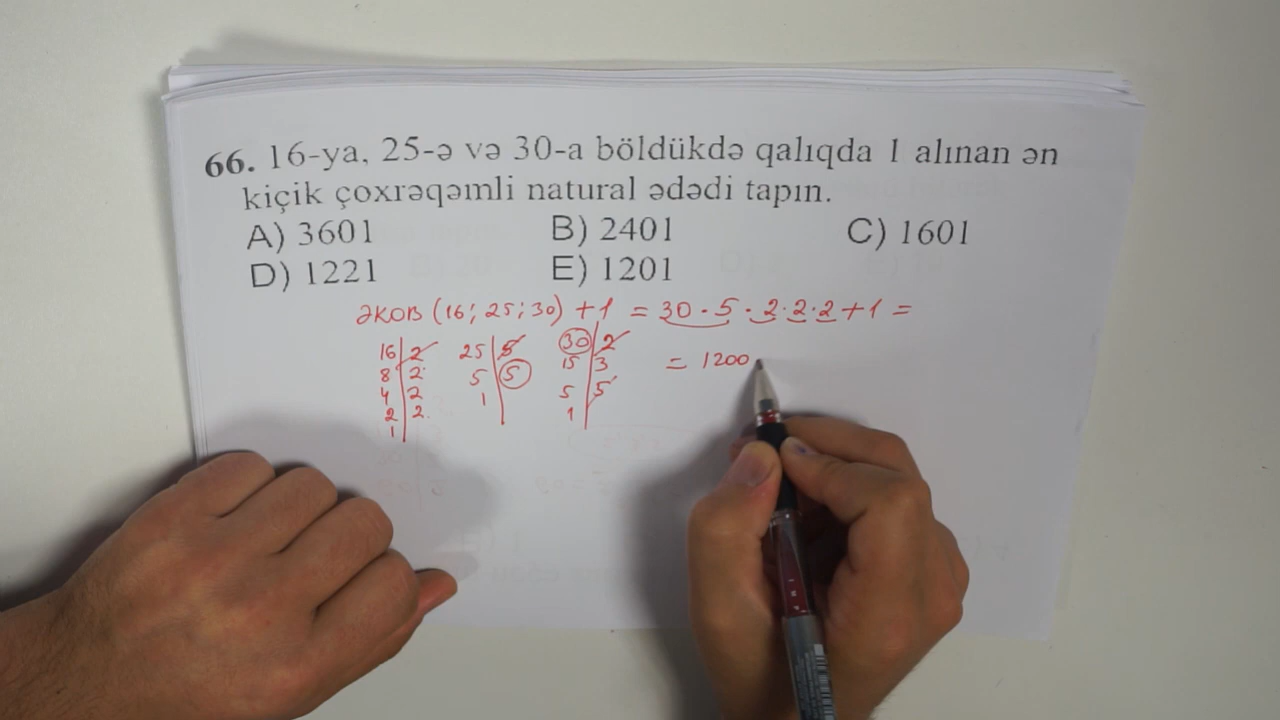 66. 16-ya, 25-ə və 30-a böldükdə qalıqda 1 alınan ən
kiçik çoxrəqəmli natural ədədi tapın.
A) 3601 B) 2401 C) 1601
D) 1221 E) 1201
ƏKOB (16; 25; 30) + 1 = 30 · 5 · 2 · 2 · 2 + 1 =
16 | 2 25 | 5 30 | 2
8 | 2 5 | 5 15 | 3
4 | 2 1 | 5 | 5
2 | 2 1 |
1 |
= 1200